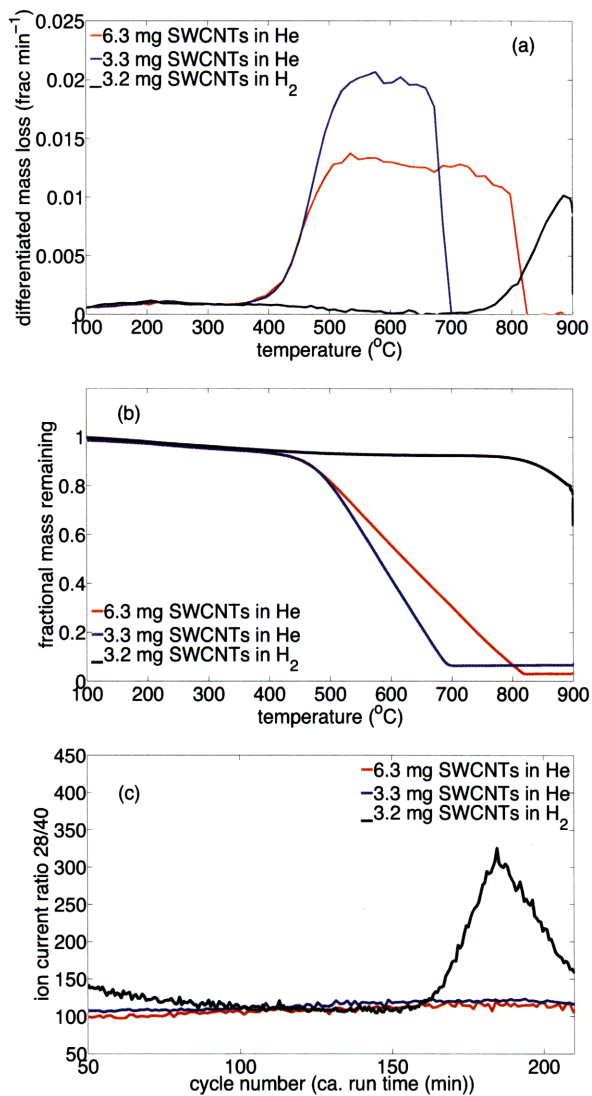 0.025
0.02
0.015
0.01
0.005
0
differentiated mass loss (frac min⁻¹)
6.3 mg SWCNTs in He
3.3 mg SWCNTs in He
3.2 mg SWCNTs in H₂
(a)
100 200 300 400 500 600 700 800 900
temperature (°C)
1
0.8
0.6
0.4
0.2
0
fractional mass remaining
(b)
6.3 mg SWCNTs in He
3.3 mg SWCNTs in He
3.2 mg SWCNTs in H₂
100 200 300 400 500 600 700 800 900
temperature (°C)
450
400
350
300
250
200
150
100
50
ion current ratio 28/40
(c)
6.3 mg SWCNTs in He
3.3 mg SWCNTs in He
3.2 mg SWCNTs in H₂
50 100 150 200
cycle number (ca. run time (min))